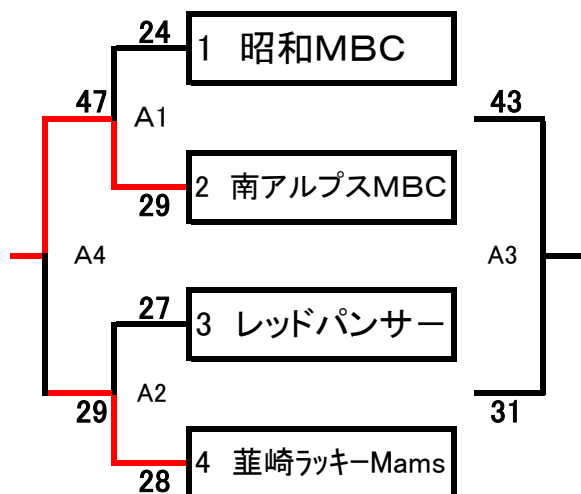 24
1 昭和MBC
47
43
A1
2 南アルプスMBC
29
A4
A3
27
3 レッドパンサー
A2
29
31
4 韮崎ラッキーMams
28